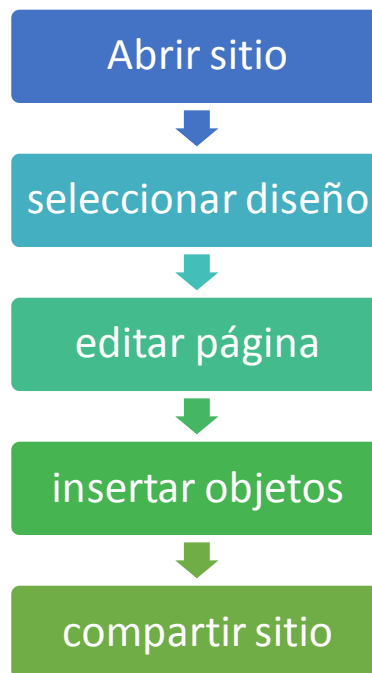 Abrir sitio
seleccionar diseño
editar página
insertar objetos
compartir sitio